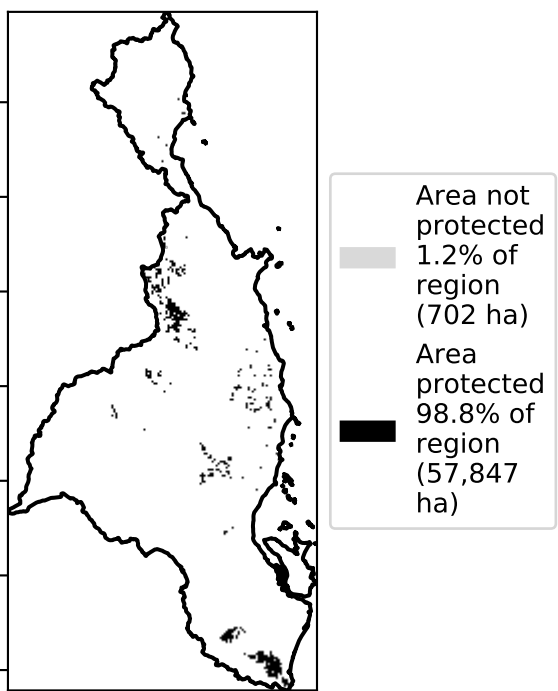 Area not
protected
1.2% of
region
(702 ha)
Area
protected
98.8% of
region
(57,847
ha)